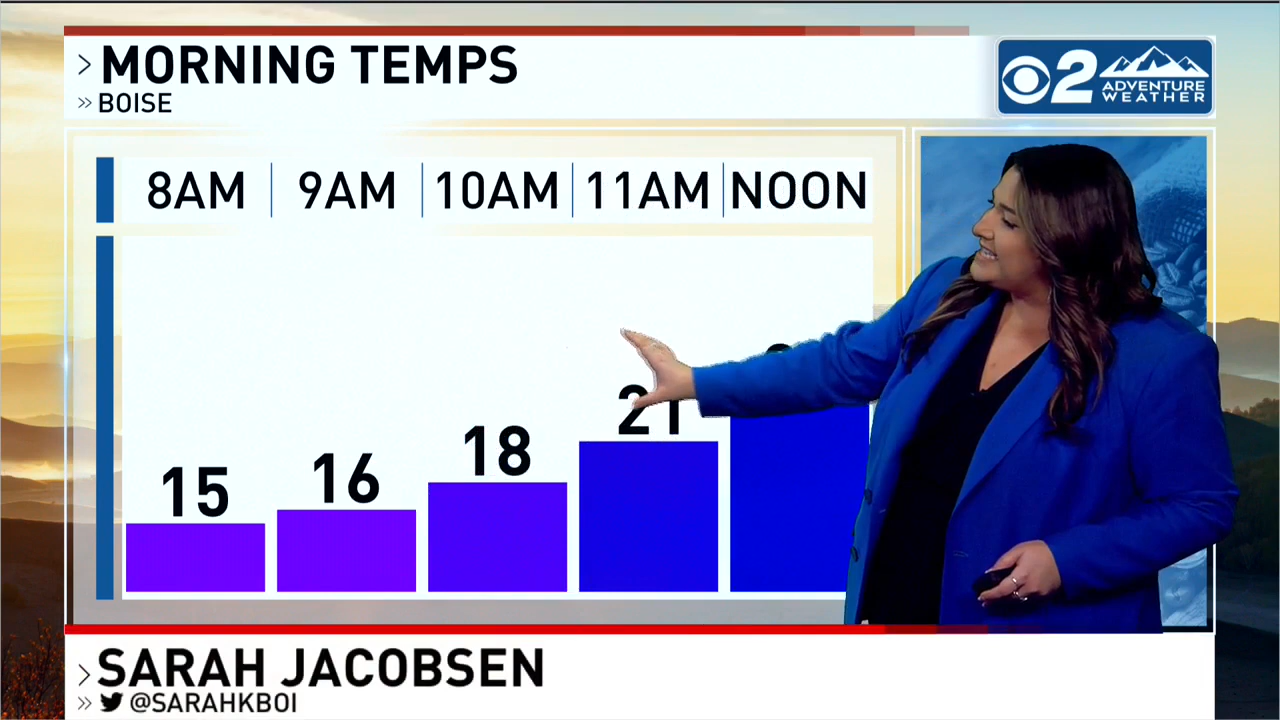 MORNING TEMPS
BOISE
2 ADVENTURE
WEATHER
8AM 9AM 10AM 11AM NOON
15 16 18 21
SARAH JACOBSEN
@SARAHKBOI